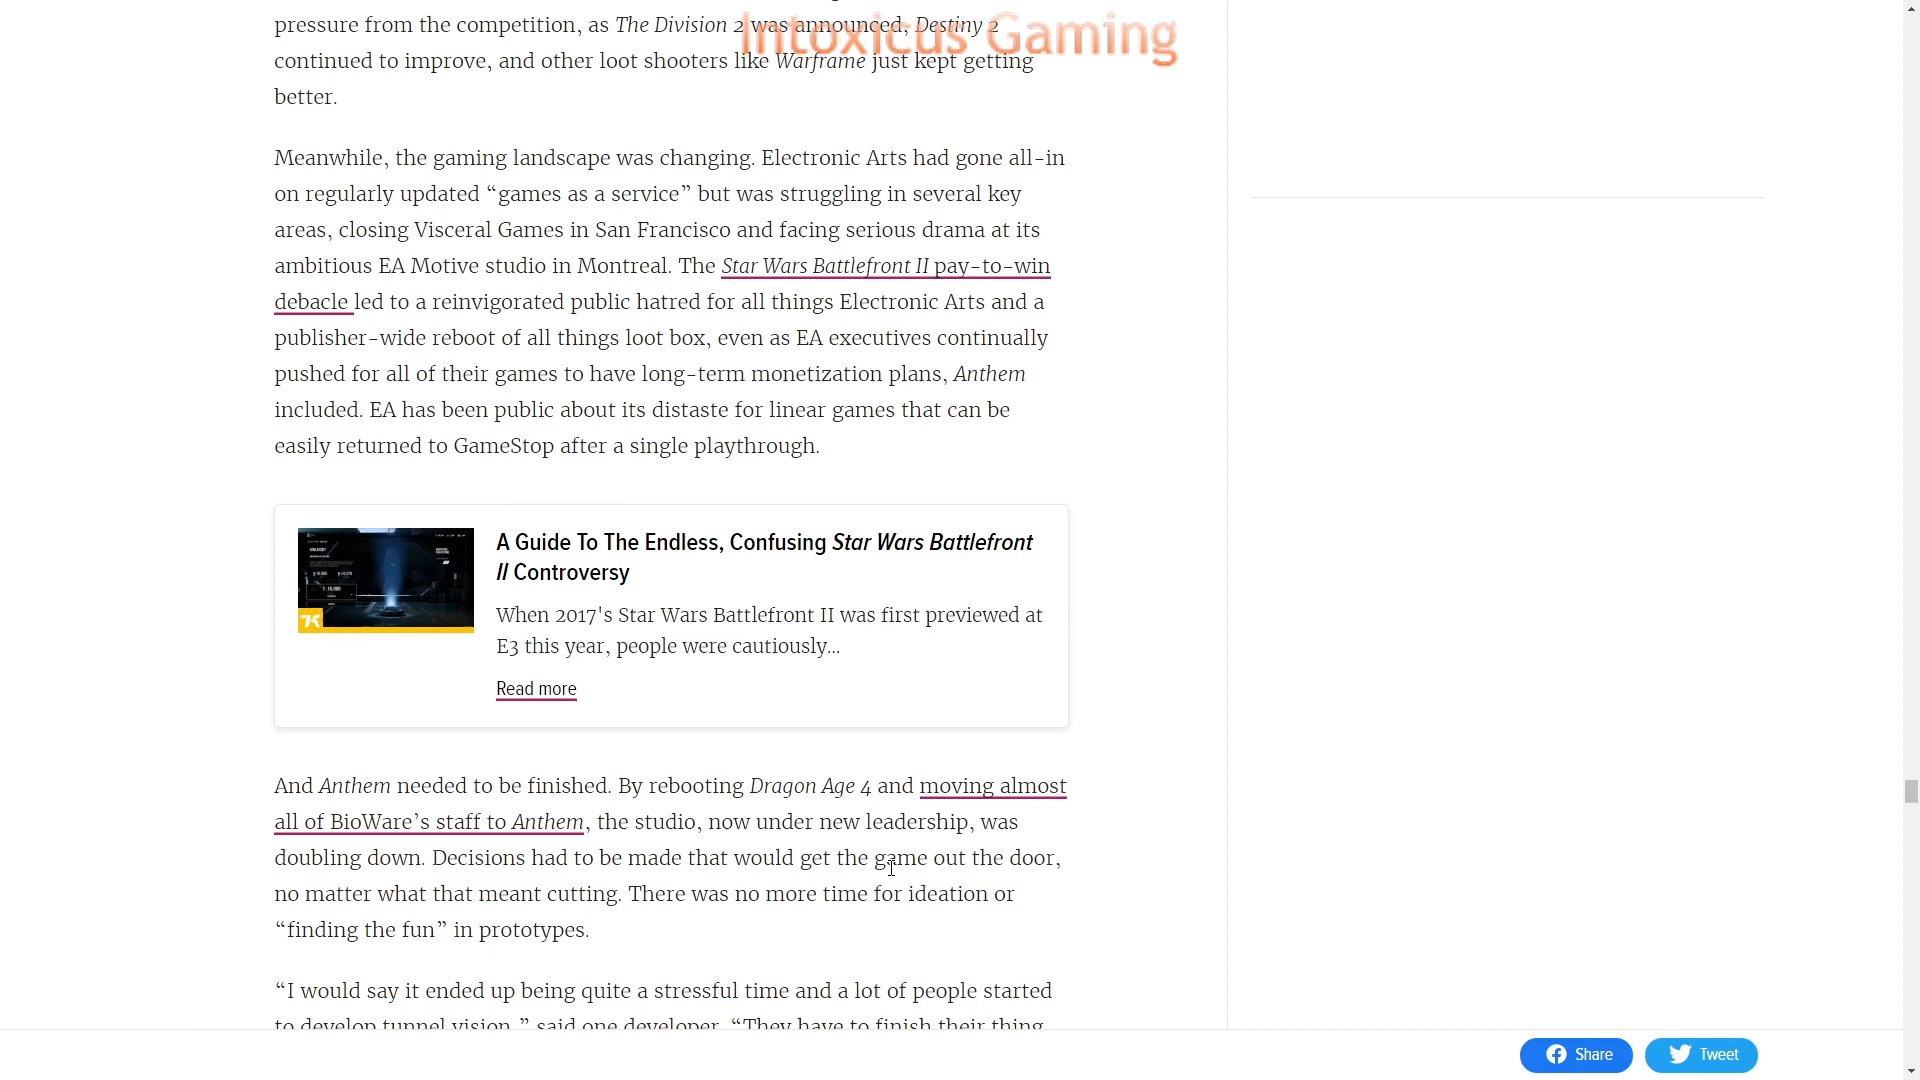 pressure from the competition, as The Division 2 was announced, Destiny 2
Intoxicus Gaming
continued to improve, and other loot shooters like Warframe just kept getting
better.
Meanwhile, the gaming landscape was changing. Electronic Arts had gone all-in
on regularly updated “games as a service” but was struggling in several key
areas, closing Visceral Games in San Francisco and facing serious drama at its
ambitious EA Motive studio in Montreal. The Star Wars Battlefront II pay-to-win
debacle led to a reinvigorated public hatred for all things Electronic Arts and a
publisher-wide reboot of all things loot box, even as EA executives continually
pushed for all of their games to have long-term monetization plans, Anthem
included. EA has been public about its distaste for linear games that can be
easily returned to GameStop after a single playthrough.
A Guide To The Endless, Confusing Star Wars Battlefront
II Controversy
When 2017's Star Wars Battlefront II was first previewed at
E3 this year, people were cautiously...
Read more
And Anthem needed to be finished. By rebooting Dragon Age 4 and moving almost
all of BioWare’s staff to Anthem, the studio, now under new leadership, was
doubling down. Decisions had to be made that would get the game out the door,
no matter what that meant cutting. There was no more time for ideation or
“finding the fun” in prototypes.
“I would say it ended up being quite a stressful time and a lot of people started
to develop tunnel vision,” said one developer. “They have to finish their thing
Share
Tweet